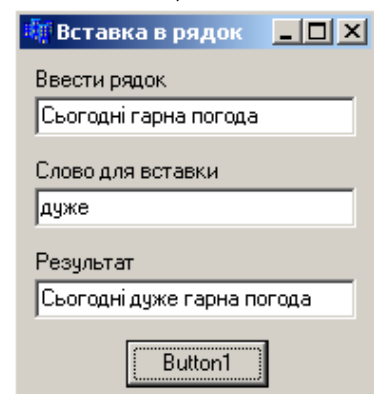 Вставка в рядок
Ввести рядок
Сьогодні гарна погода
Слово для вставки
дуже
Результат
Сьогодні дуже гарна погода
Button1